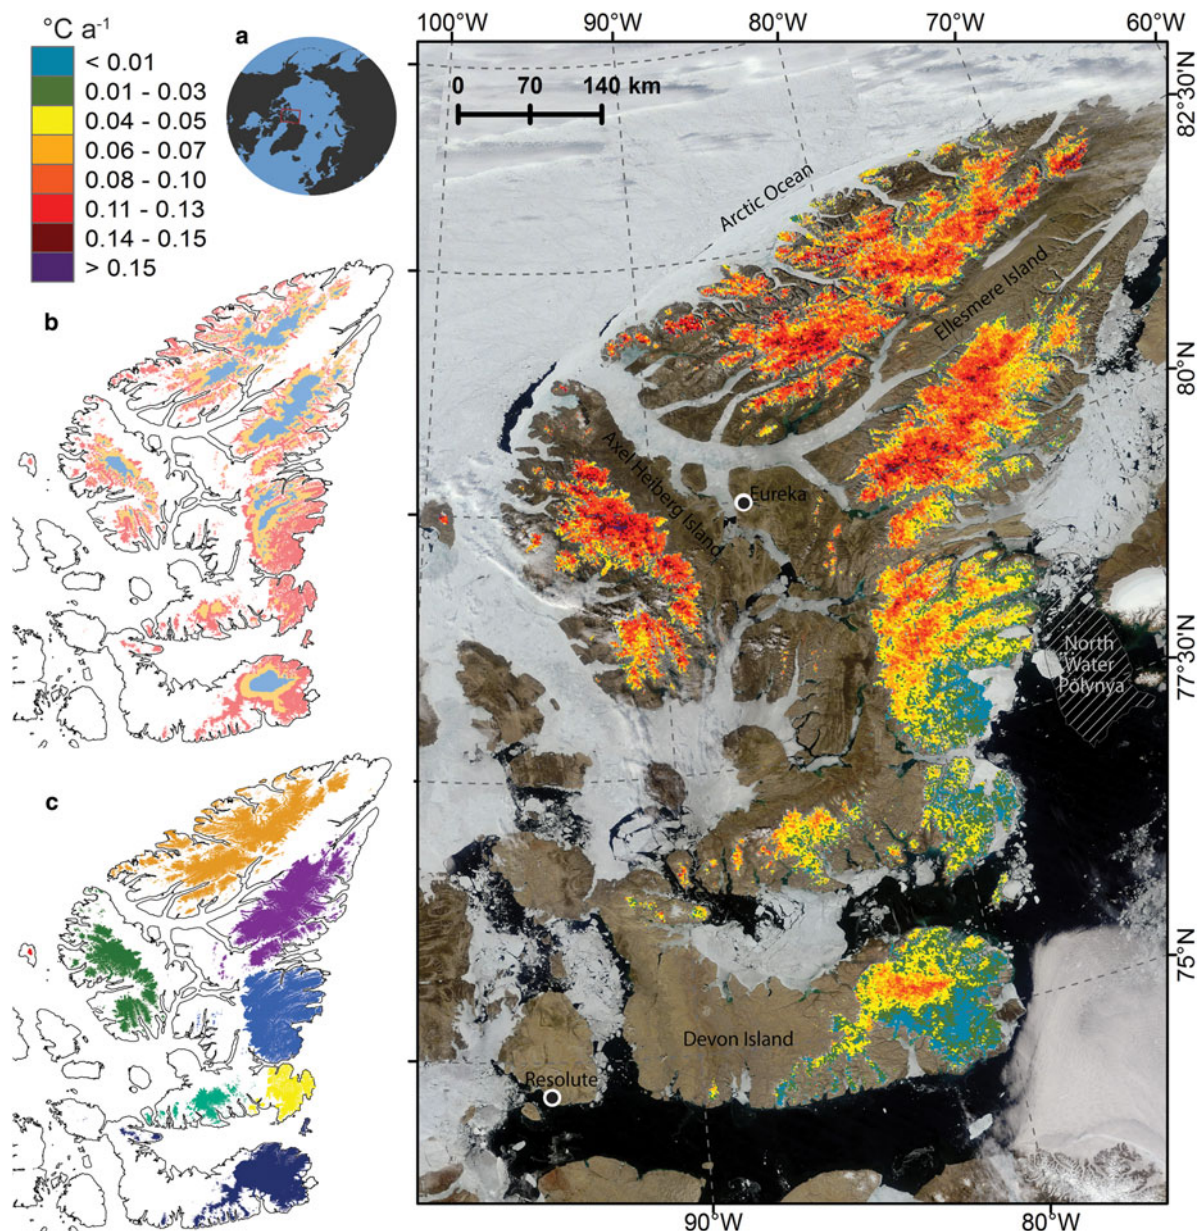 °C a⁻¹
< 0.01
0.01 - 0.03
0.04 - 0.05
0.06 - 0.07
0.08 - 0.10
0.11 - 0.13
0.14 - 0.15
> 0.15
a
b
c
100°W 90°W 80°W 70°W 60°W
0 70 140 km
82°30'N
80°N
77°30'N
75°N
Arctic Ocean
Ellesmere Island
Axel Heiberg Island
Eureka
North
Water
Polynya
Devon Island
Resolute
90°W 80°W